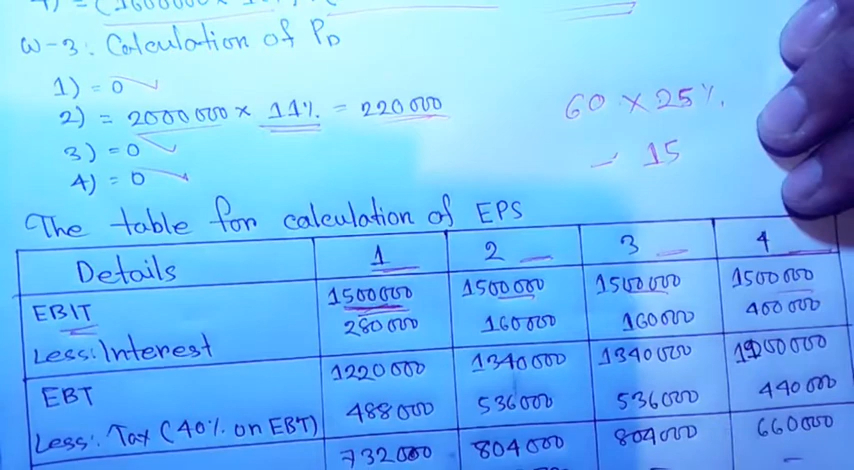 W-3: Calculation of PD
1) = 0
2) = 2000000 × 11% = 220000
60 × 25%
3) = 0
15
4) = 0
The table for calculation of EPS
Details 1 2 3 4
EBIT 1500000 1500000 1500000 1500000
Less: Interest 280000 160000 160000 400000
EBT 1220000 1340000 1340000
Less: Tax (40% on EBT) 488000 536000 536000 440000
732000 804000 804000 660000